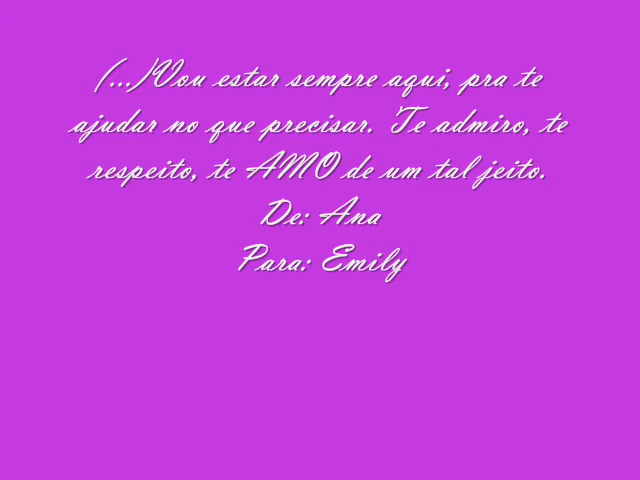 (...)Vou estar sempre aqui, pra te
ajudar no que precisar. Te admiro, te
respeito, te AMO de um tal jeito.
De: Ana
Para: Emily